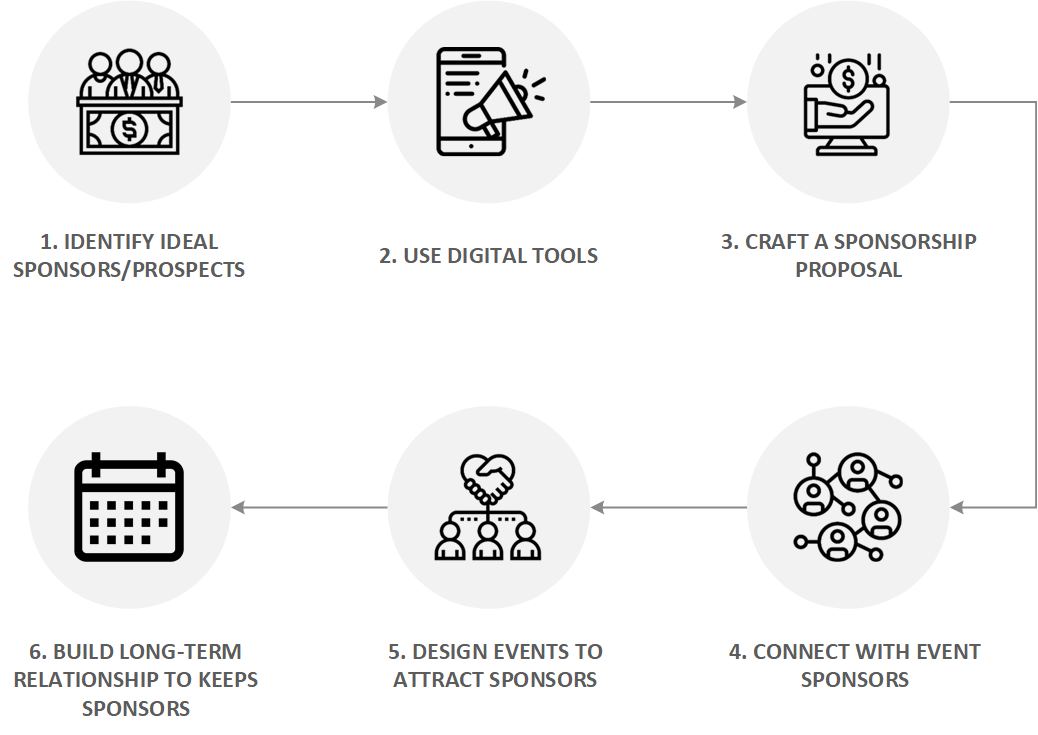 1. IDENTIFY IDEAL
SPONSORS/PROSPECTS
2. USE DIGITAL TOOLS
3. CRAFT A SPONSORSHIP
PROPOSAL
4. CONNECT WITH EVENT
SPONSORS
5. DESIGN EVENTS TO
ATTRACT SPONSORS
6. BUILD LONG-TERM
RELATIONSHIP TO KEEPS
SPONSORS